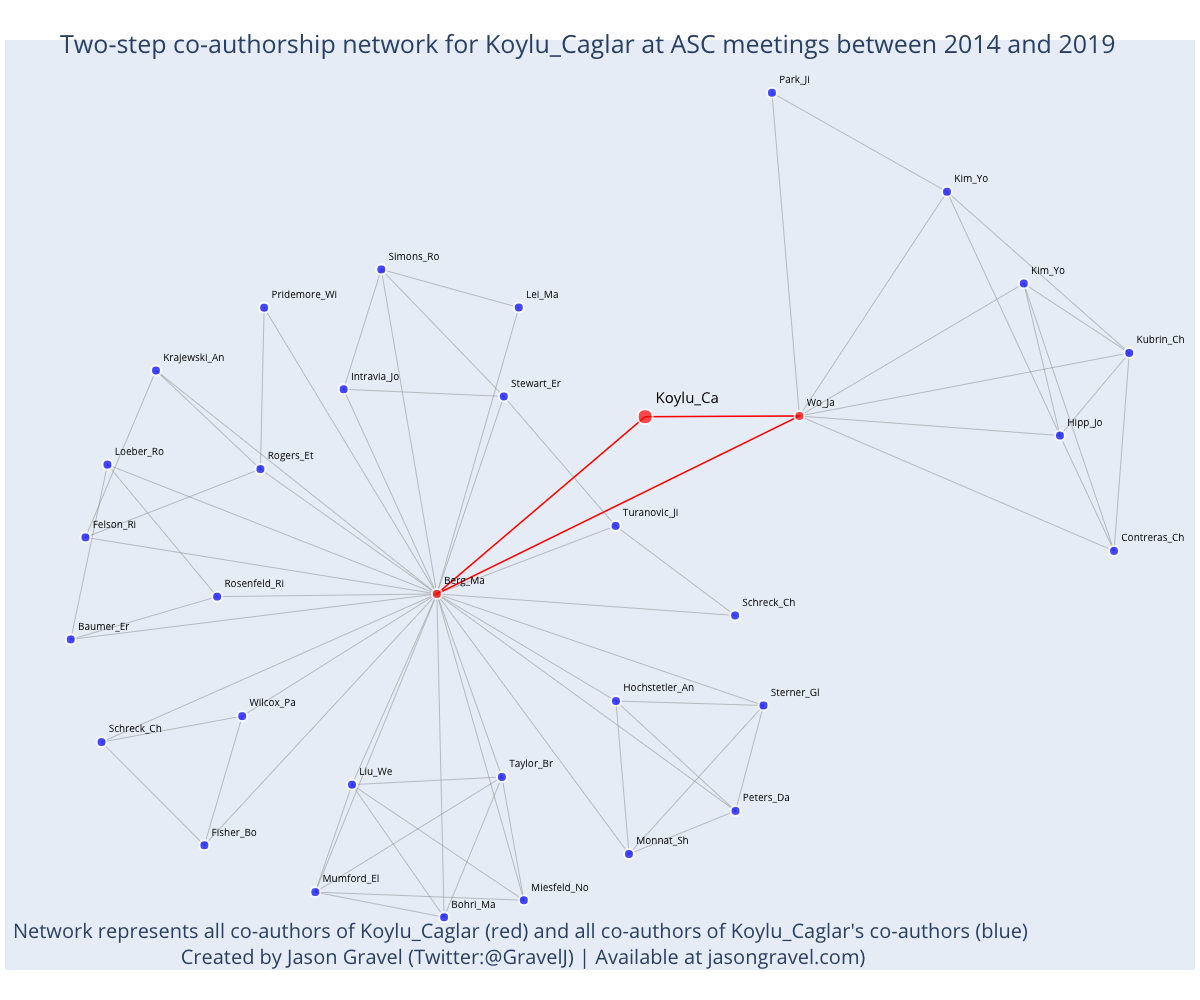 Two-step co-authorship network for Koylu_Caglar at ASC meetings between 2014 and 2019
Park_Ji
Kim_Yo
Simons_Ro
Kim_Yo
Pridemore_Wi
Lei_Ma
Kubrin_Ch
Krajewski_An
Intravia_Jo
Stewart_Er
Koylu_Ca
Wo_Ja
Hipp_Jo
Loeber_Ro
Rogers_Et
Turanovic_Ji
Felson_Ri
Contreras_Ch
Berg_Ma
Rosenfeld_Ri
Schreck_Ch
Baumer_Er
Hochstetler_An
Sterner_Gl
Wilcox_Pa
Schreck_Ch
Taylor_Br
Liu_We
Peters_Da
Fisher_Bo
Monnat_Sh
Mumford_El
Miesfeld_No
Bohri_Ma
Network represents all co-authors of Koylu_Caglar (red) and all co-authors of Koylu_Caglar's co-authors (blue)
Created by Jason Gravel (Twitter:@GravelJ) | Available at jasongravel.com)